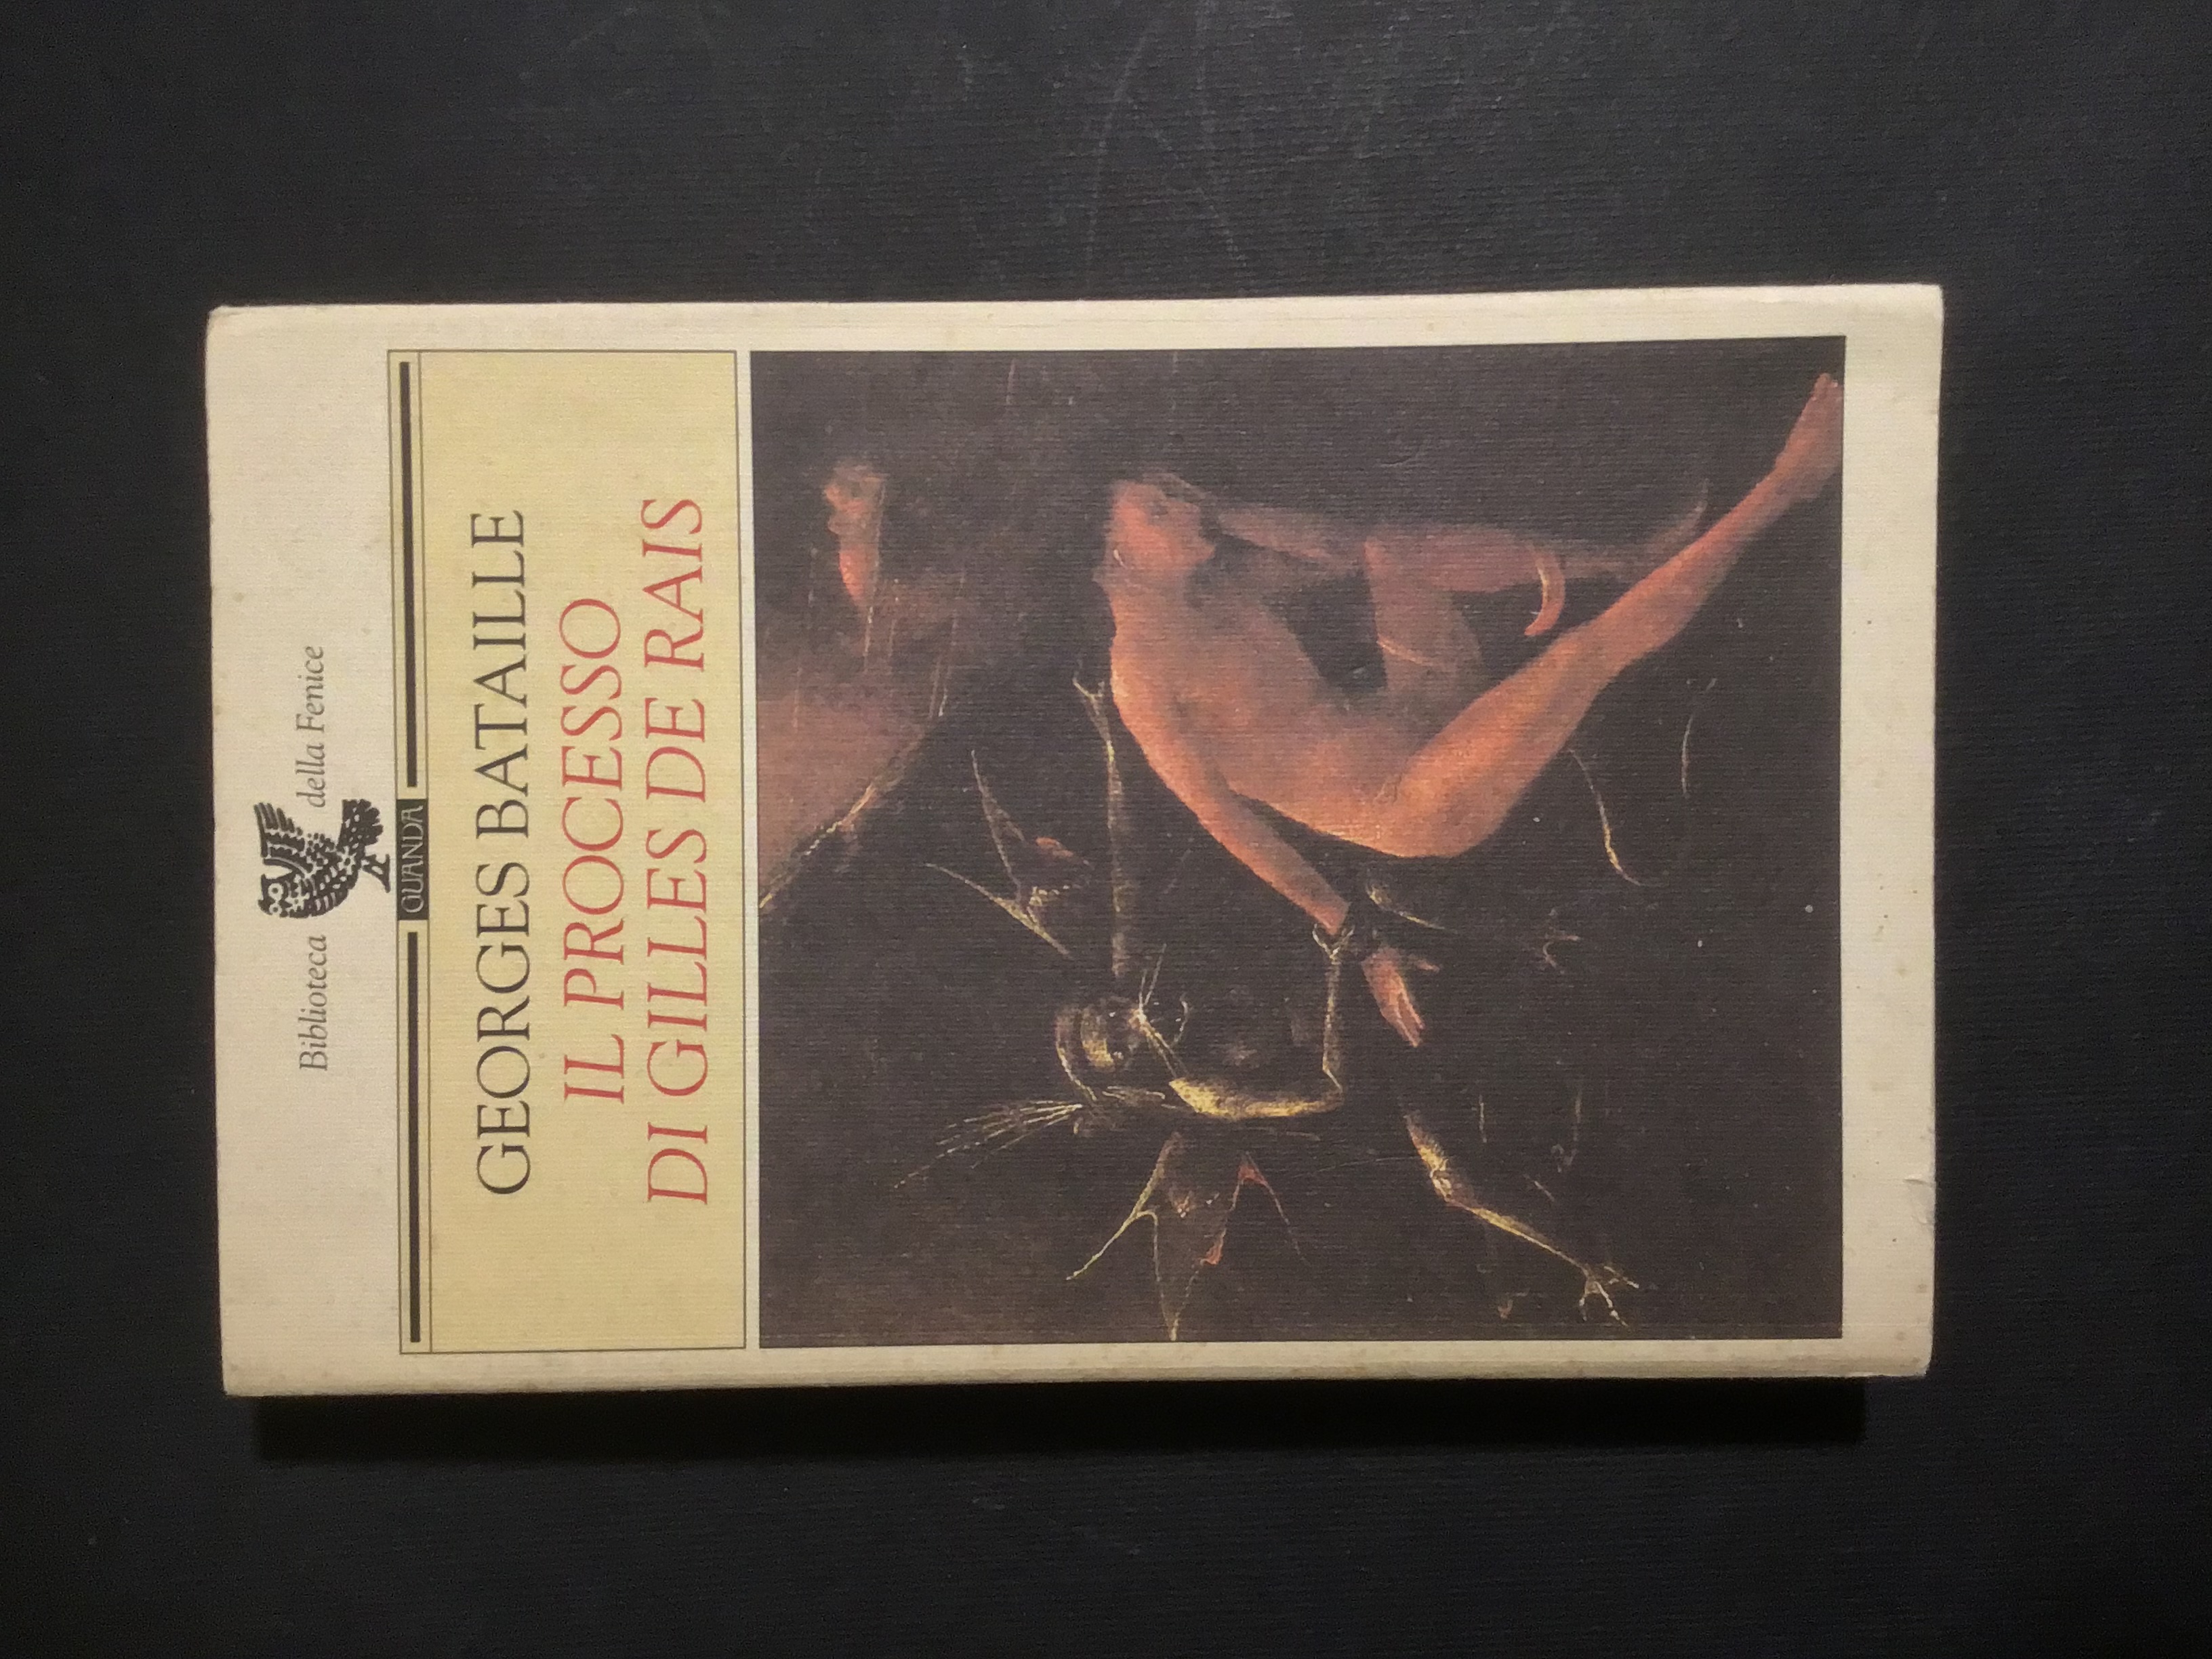 Biblioteca della Fenice
GUANDA
GEORGES BATAILLE
IL PROCESSO
DI GILLES DE RAIS